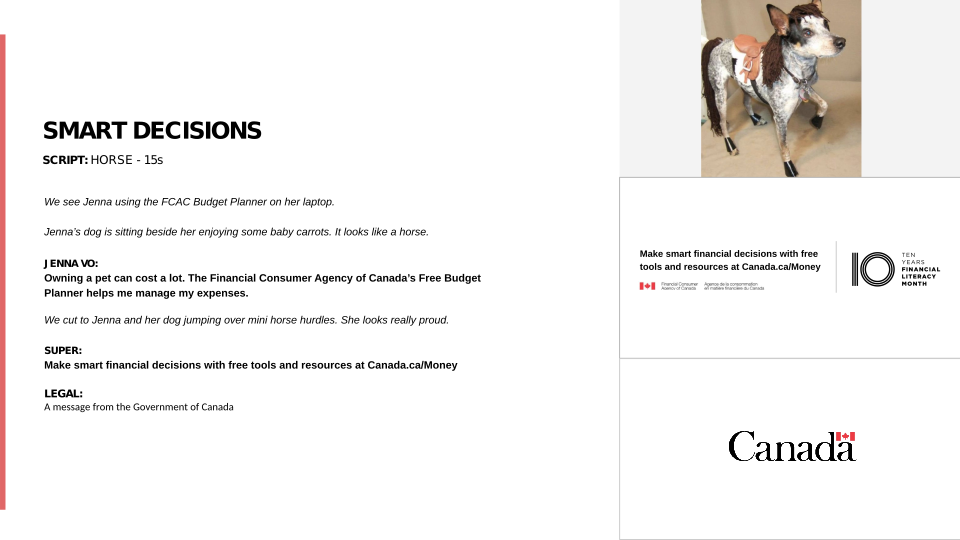 SMART DECISIONS
SCRIPT: HORSE - 15s
We see Jenna using the FCAC Budget Planner on her laptop.
Jenna’s dog is sitting beside her enjoying some baby carrots. It looks like a horse.
JENNA VO:
Owning a pet can cost a lot. The Financial Consumer Agency of Canada’s Free Budget
Planner helps me manage my expenses.
We cut to Jenna and her dog jumping over mini horse hurdles. She looks really proud.
SUPER:
Make smart financial decisions with free tools and resources at Canada.ca/Money
LEGAL:
A message from the Government of Canada
Make smart financial decisions with free
tools and resources at Canada.ca/Money
Financial Consumer
Agency of Canada
Agence de la consommation
en matière financière du Canada
10
TEN
YEARS
FINANCIAL
LITERACY
MONTH
Canada